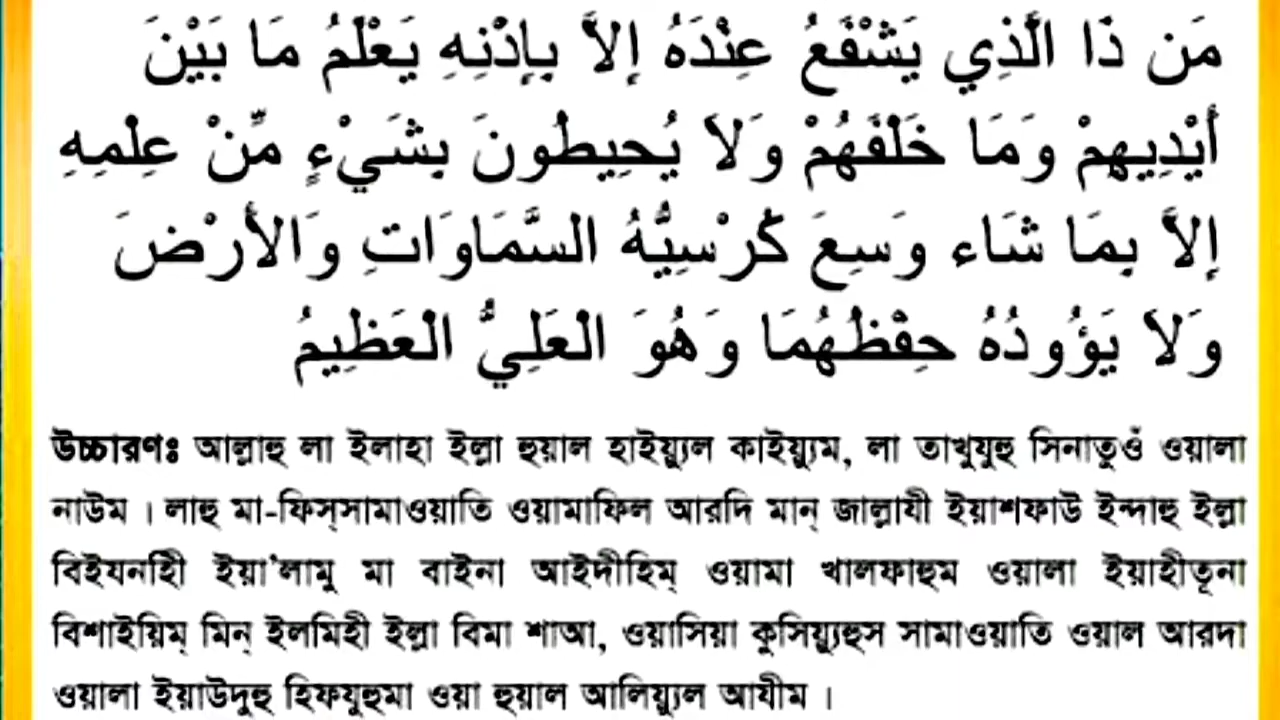 مَن ذَا الَّذِي يَشْفَعُ عِنْدَهُ إِلاَّ بِإِذْنِهِ يَعْلَمُ مَا بَيْنَ
أَيْدِيهِمْ وَمَا خَلْفَهُمْ وَلاَ يُحِيطُونَ بِشَيْءٍ مِّنْ عِلْمِهِ
إِلاَّ بِمَا شَاء وَسِعَ كُرْسِيُّهُ السَّمَاوَاتِ وَالأَرْضَ
وَلاَ يَؤُودُهُ حِفْظُهُمَا وَهُوَ الْعَلِيُّ الْعَظِيمُ
উচ্চারণঃ আল্লাহু লা ইলাহা ইল্লা হুয়াল হাইয়্যুল কাইয়্যুম, লা তাখুযুহু সিনাতুওঁ ওয়ালা
নাউম । লাহু মা-ফিস্সামাওয়াতি ওয়ামাফিল আরদি মান্ জাল্লাযী ইয়াশফাউ ইন্দাহু ইল্লা
বিইযনিহী ইয়া'লামু মা বাইনা আইদীহিম্ ওয়ামা খালফাহুম ওয়ালা ইয়াহীতূনা
বিশাইয়িম্ মিন্ ইলমিহী ইল্লা বিমা শাআ, ওয়াসিয়া কুসিয়্যুহুস সামাওয়াতি ওয়াল আরদা
ওয়ালা ইয়াউদুহু হিফযুহুমা ওয়া হুয়াল আলিয়্যুল আযীম ।